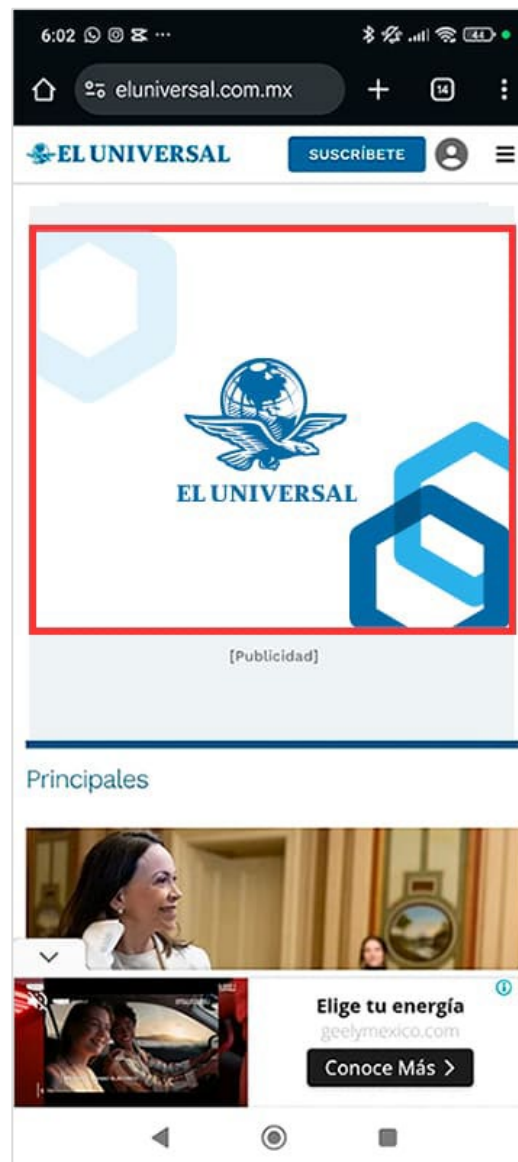 6:02
44
eluniversal.com.mx
14
EL UNIVERSAL
SUSCRÍBETE
EL UNIVERSAL
[Publicidad]
Principales
Elige tu energía
geelymexico.com
Conoce Más >